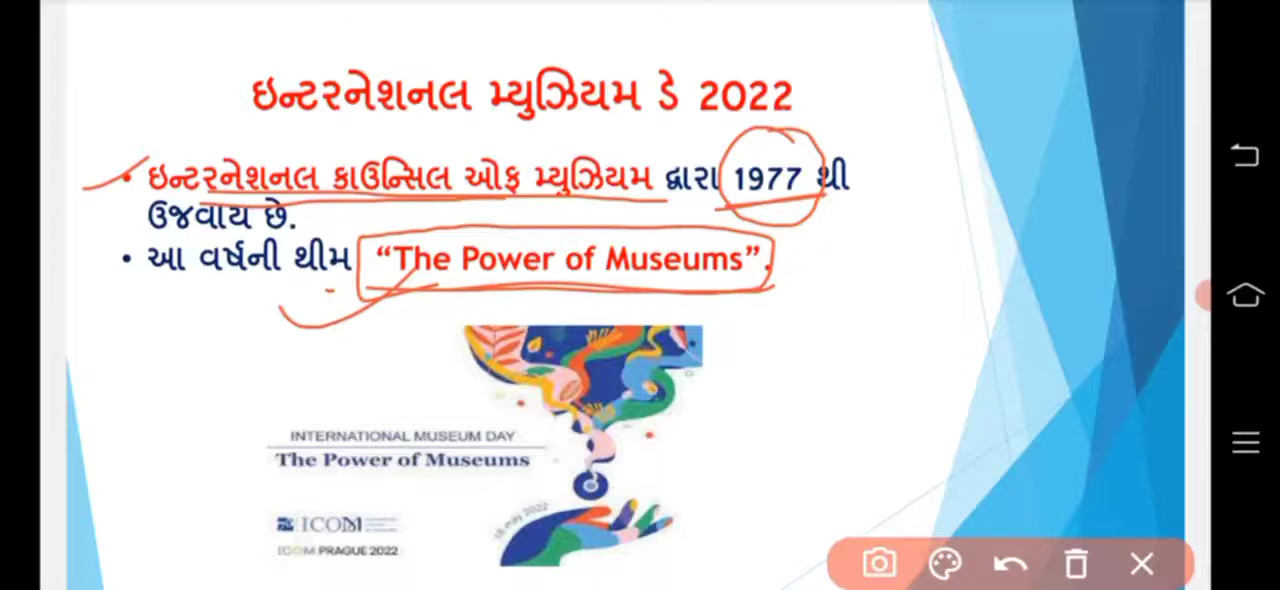 ઇન્ટરનેશનલ મ્યુઝિયમ ડે 2022
• ઇન્ટરનેશનલ કાઉન્સિલ ઓફ મ્યુઝિયમ દ્વારા 1977 થી
ઉજવાય છે.
• આ વર્ષની થીમ “The Power of Museums”.
INTERNATIONAL MUSEUM DAY
The Power of Museums
18 may 2022
ICOM
ICOM PRAGUE 2022